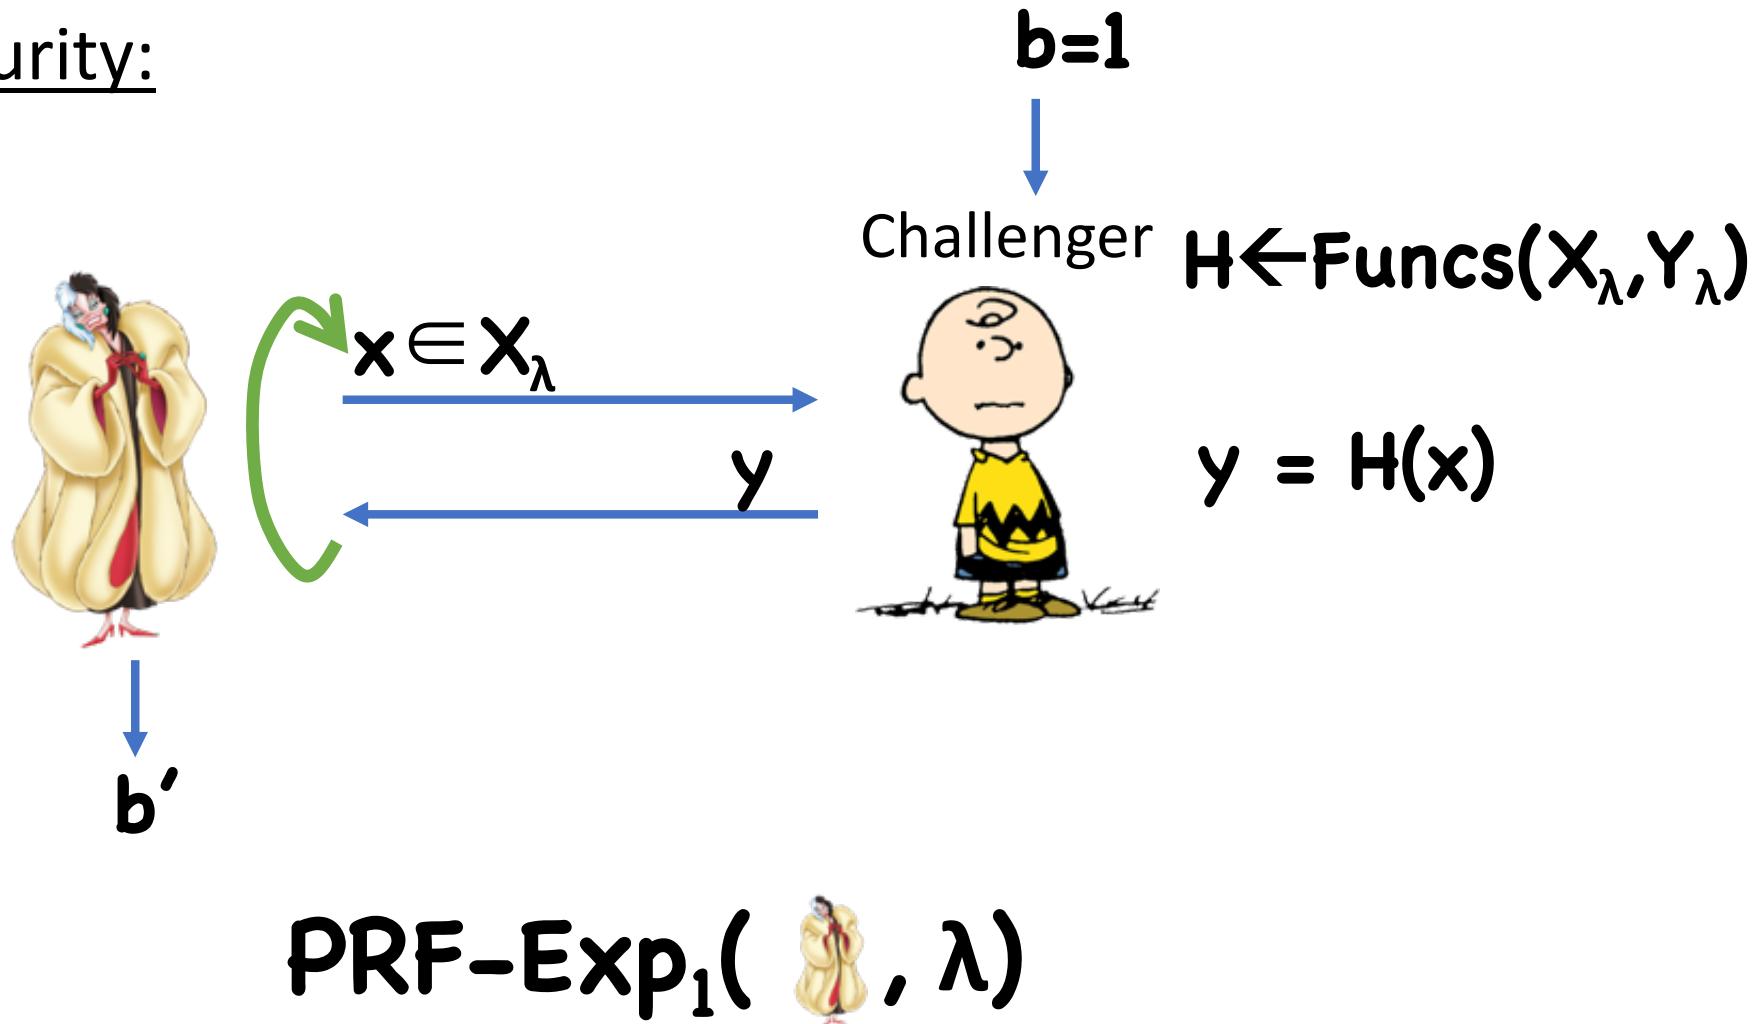 urity:
b=1
Challenger H←Funcs(Xλ,Yλ)
x∈Xλ
y
y = H(x)
b′
PRF-Exp₁( , λ)